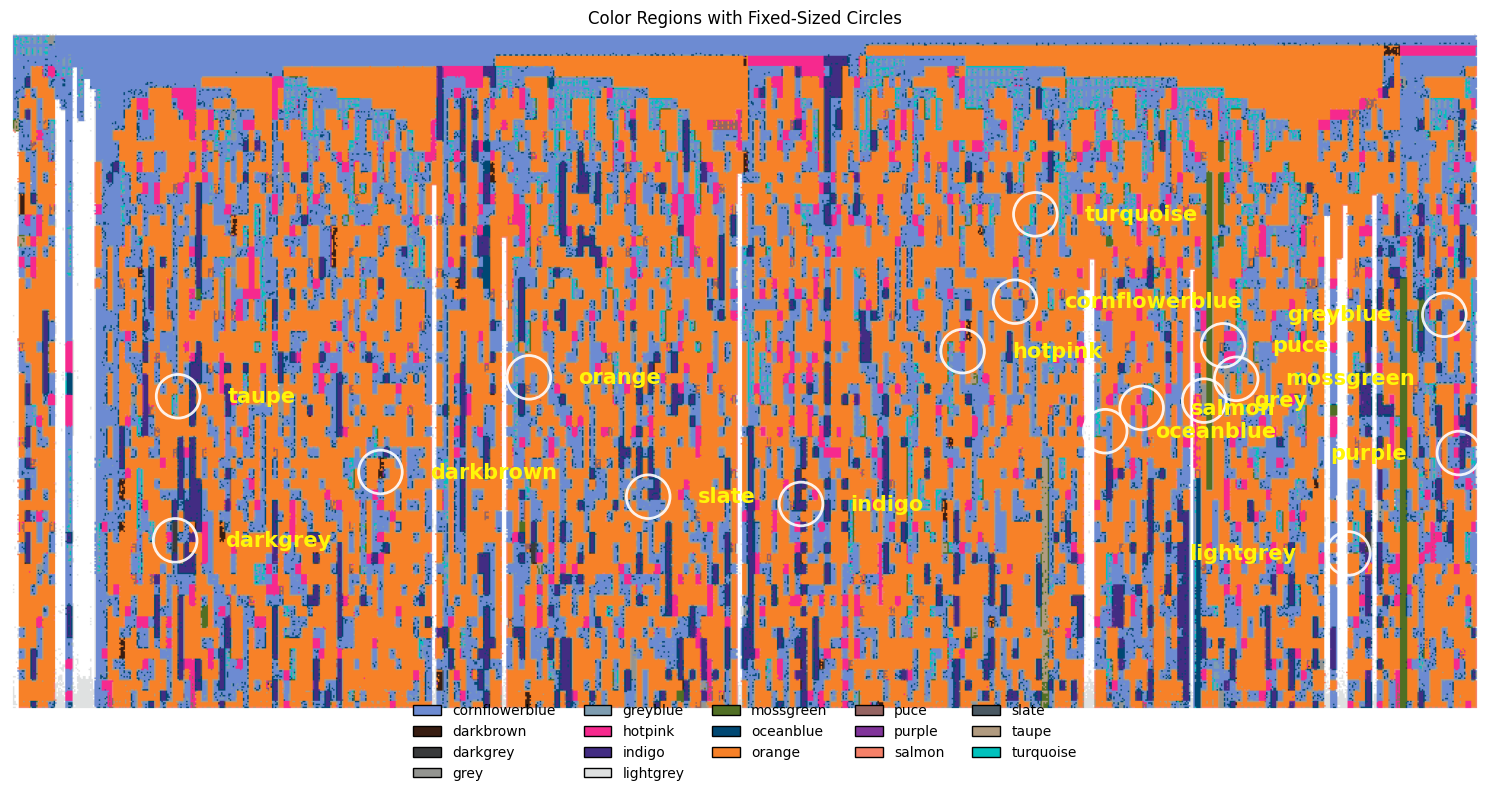 Color Regions with Fixed-Sized Circles
turquoise
cornflowerblue
greyblue
puce
hotpink
orange
mossgreen
taupe
grey
salmon
oceanblue
purple
darkbrown
slate
indigo
darkgrey
lightgrey
cornflowerblue greyblue mossgreen puce slate
darkbrown hotpink oceanblue purple taupe
darkgrey indigo orange salmon turquoise
grey lightgrey